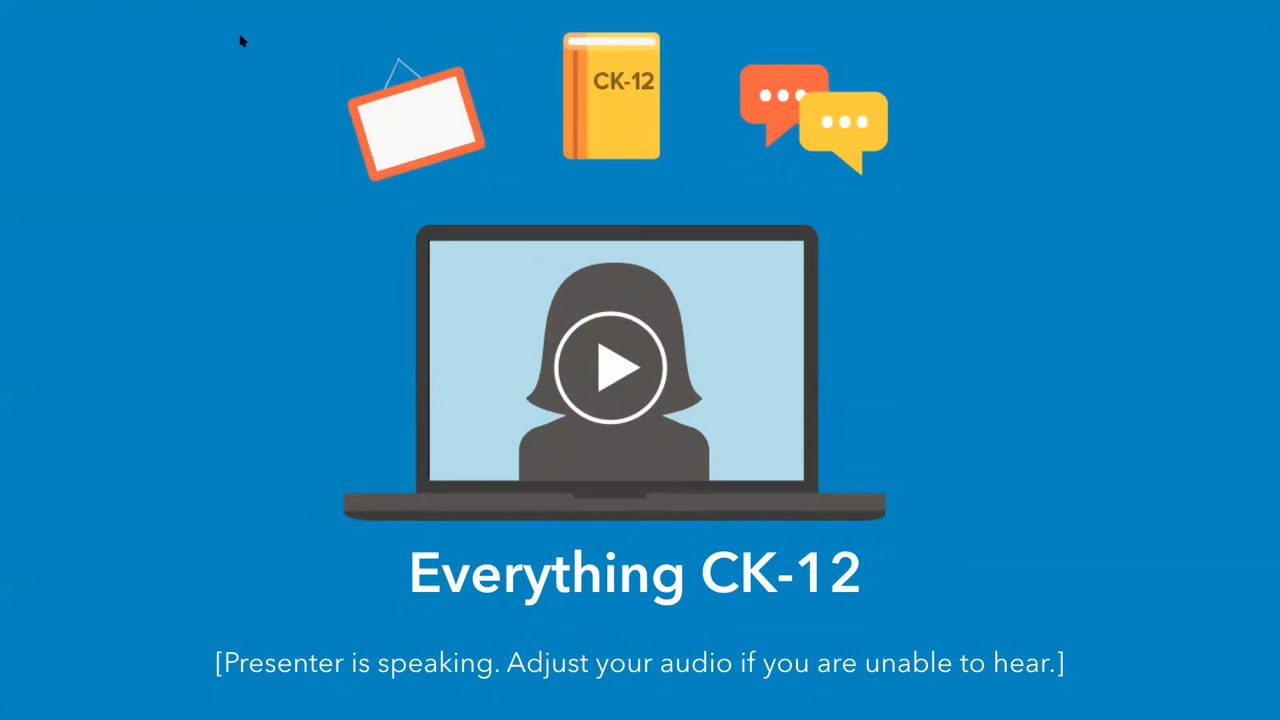 CK-12
Everything CK-12
[Presenter is speaking. Adjust your audio if you are unable to hear.]